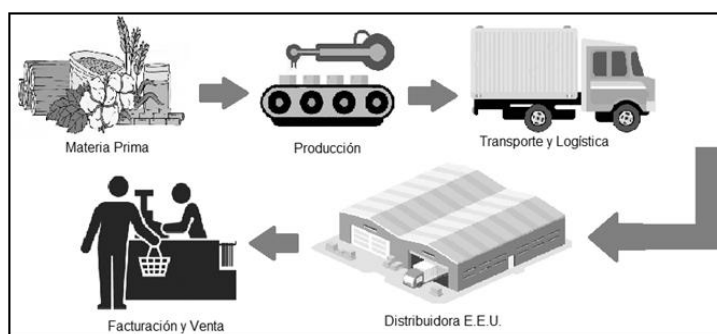 Materia Prima
Producción
Transporte y Logística
Distribuidora E.E.U.
Facturación y Venta